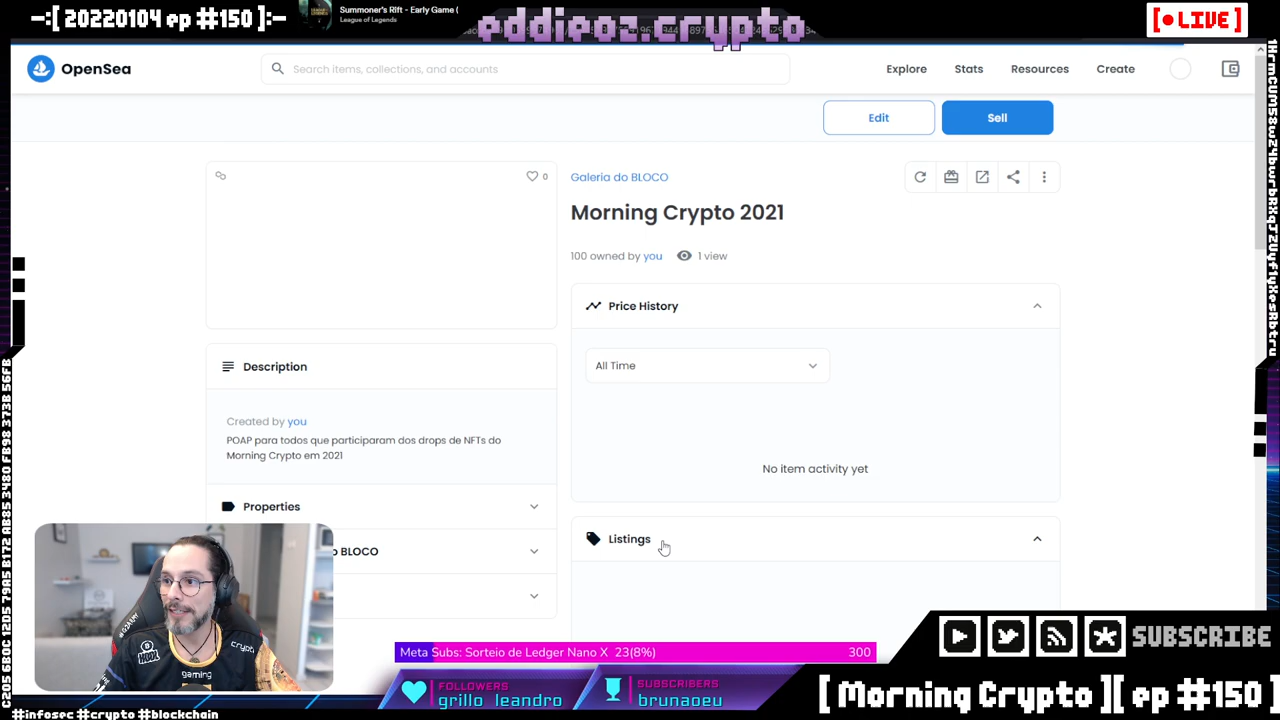 -:[ 20220104 ep #150]:-
Summoner's Rift - Early Game (
League of Legends
eddieoz.crypto
[ LIVE ]
OpenSea
Search items, collections, and accounts
Explore
Stats
Resources
Create
Edit
Sell
0
Galeria do BLOCO
Morning Crypto 2021
100 owned by you
1 view
Price History
All Time
No item activity yet
Description
Created by you
POAP para todos que participaram dos drops de NFTs do
Morning Crypto em 2021
Properties
o BLOCO
Listings
crypto
gaming
Meta Subs: Sorteio de Ledger Nano X 23(8%)
300
FOLLOWERS
grillo_leandro
SUBSCRIBERS
brunaoeu
SUBSCRIBE
[ Morning Crypto ][ ep #150 ]
#infosec #crypto #blockchain